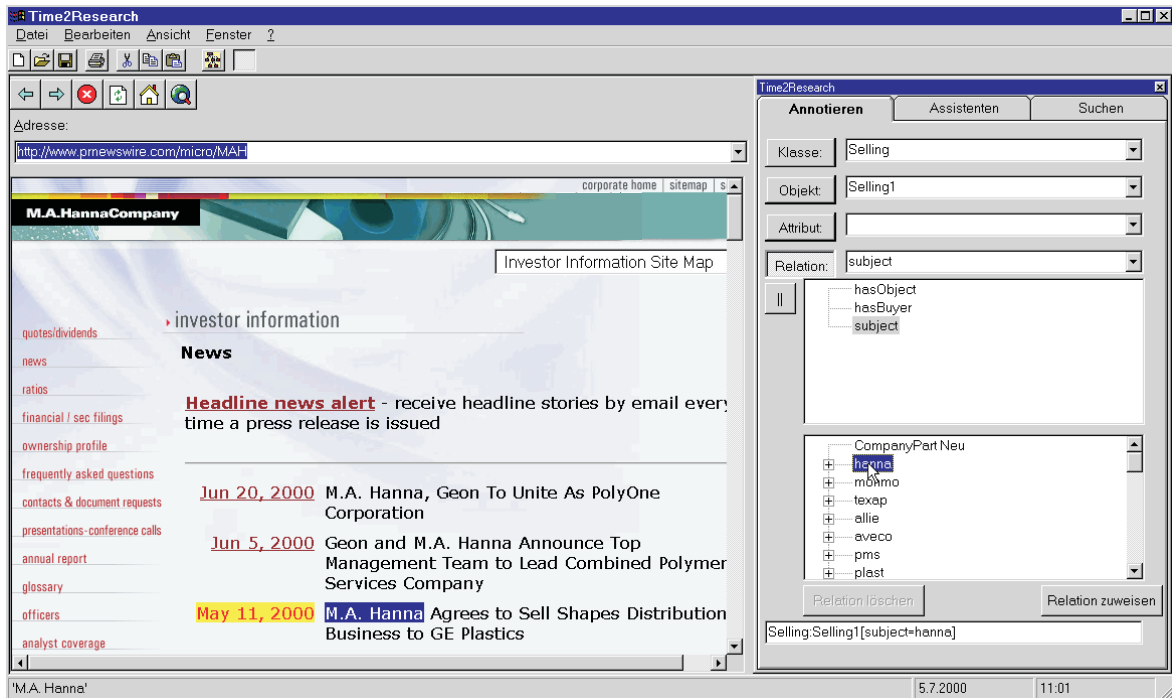 Time2Research
Datei Bearbeiten Ansicht Fenster ?
Adresse:
http://www.prnewswire.com/micro/MAH
corporate home | sitemap | s
M.A.HannaCompany
Investor Information Site Map
investor information
News
Headline news alert - receive headline stories by email every
time a press release is issued
quotes/dividends
news
ratios
financial / sec filings
ownership profile
frequently asked questions
contacts & document requests
presentations-conference calls
annual report
glossary
officers
analyst coverage
Jun 20, 2000 M.A. Hanna, Geon To Unite As PolyOne
Corporation
Jun 5, 2000 Geon and M.A. Hanna Announce Top
Management Team to Lead Combined Polymer
Services Company
May 11, 2000 M.A. Hanna Agrees to Sell Shapes Distribution
Business to GE Plastics
Time2Research
Annotieren Assistenten Suchen
Klasse: Selling
Objekt: Selling1
Attribut:
Relation: subject
||
hasObject
hasBuyer
subject
CompanyPart Neu
hanna
texap
allie
aveco
pms
plast
Relation löschen Relation zuweisen
Selling:Selling1[subject=hanna]
'M.A. Hanna' 5.7.2000 11:01